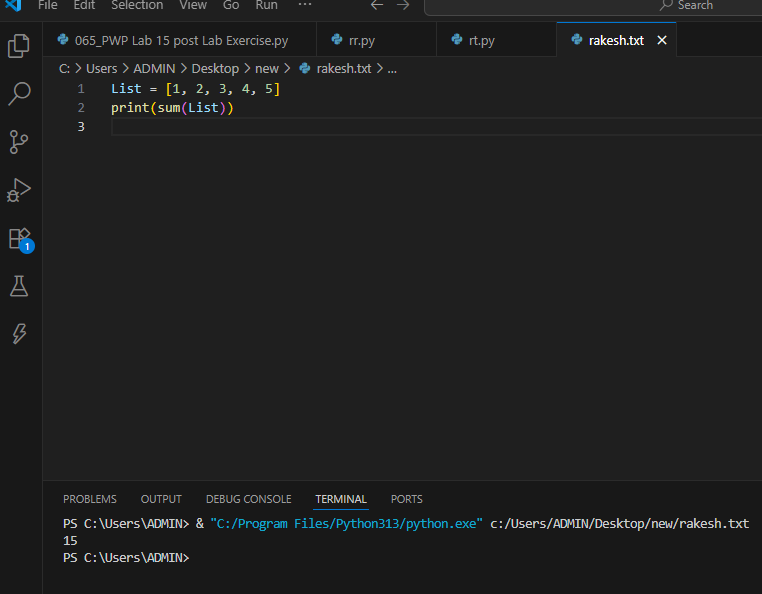 File Edit Selection View Go Run ··· Search
065_PWP Lab 15 post Lab Exercise.py rr.py rt.py rakesh.txt
C: > Users > ADMIN > Desktop > new > rakesh.txt > ...
1 List = [1, 2, 3, 4, 5]
2 print(sum(List))
3
1
PROBLEMS OUTPUT DEBUG CONSOLE TERMINAL PORTS
PS C:\Users\ADMIN> & "C:/Program Files/Python313/python.exe" c:/Users/ADMIN/Desktop/new/rakesh.txt
15
PS C:\Users\ADMIN>